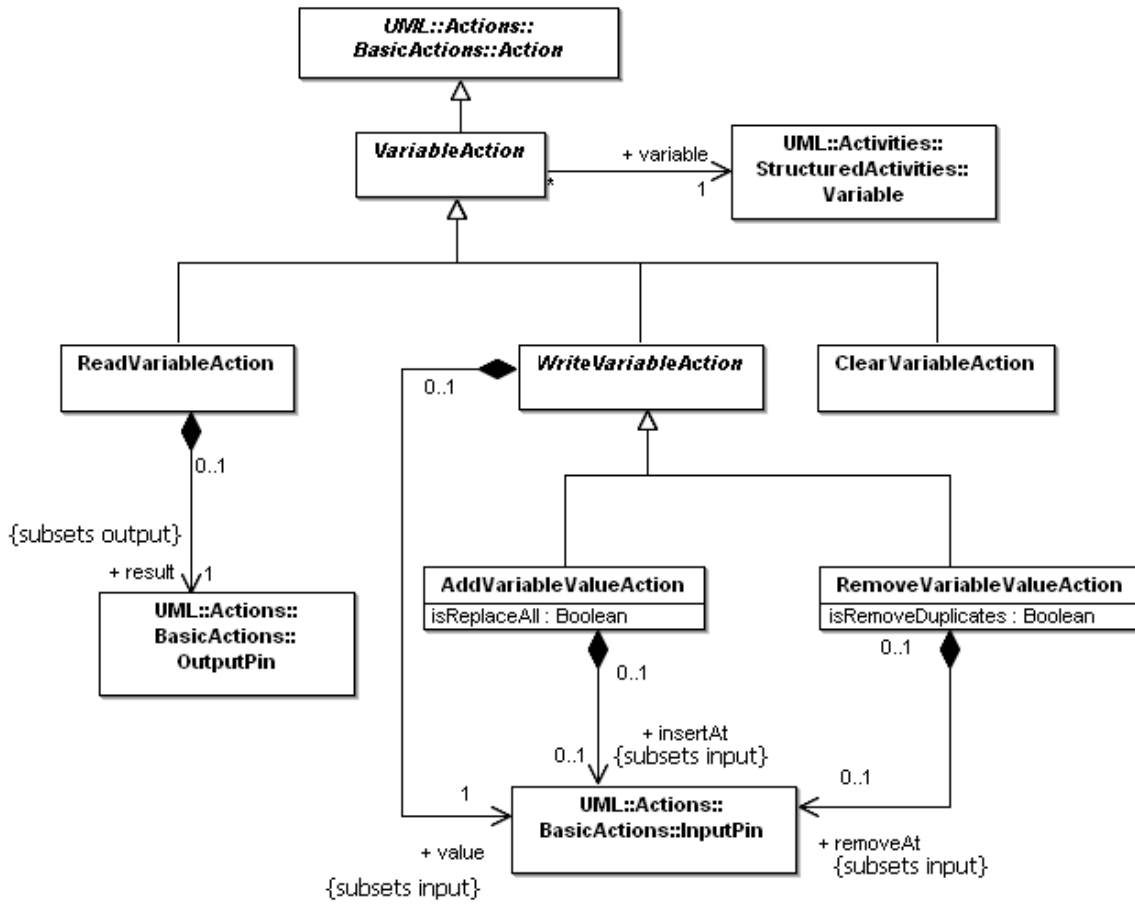 UML::Actions::
BasicActions::Action
VariableAction
+ variable
*
1
UML::Activities::
StructuredActivities::
Variable
ReadVariableAction
0..1
{subsets output}
+ result
1
UML::Actions::
BasicActions::
OutputPin
WriteVariableAction
0..1
ClearVariableAction
AddVariableValueAction
isReplaceAll : Boolean
0..1
+ insertAt
0..1
{subsets input}
RemoveVariableValueAction
isRemoveDuplicates : Boolean
0..1
0..1
+ removeAt
{subsets input}
1
+ value
{subsets input}
UML::Actions::
BasicActions::InputPin